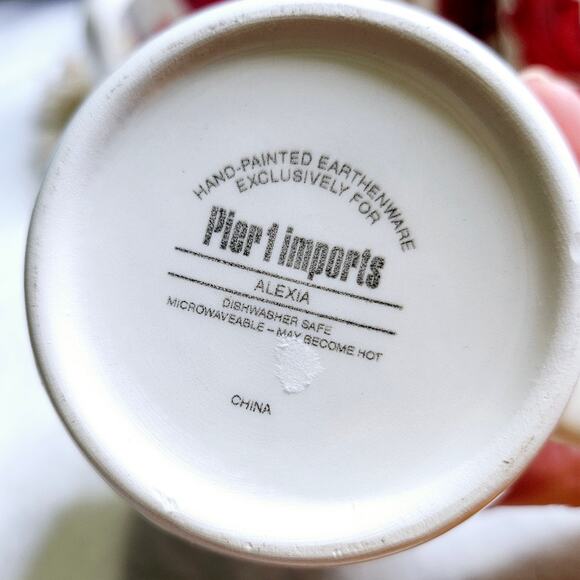 HAND-PAINTED EARTHENWARE
EXCLUSIVELY FOR
Pier 1 imports
ALEXIA
DISHWASHER SAFE
MICROWAVEABLE – MAY BECOME HOT
CHINA